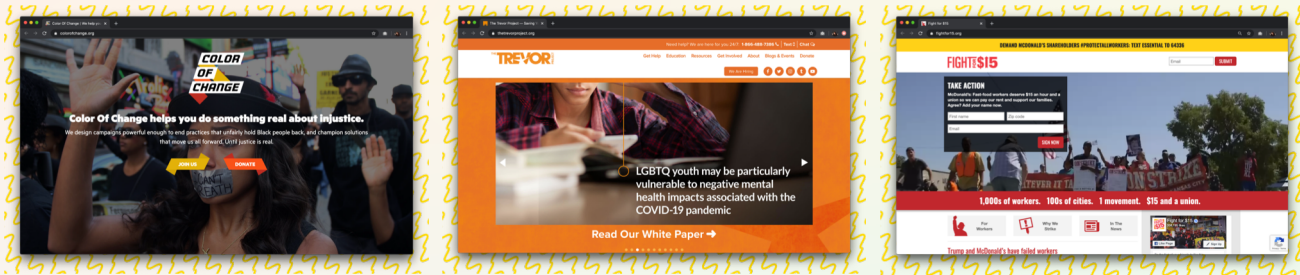 Color Of Change | We help you
colorofchange.org
COLOR
OF
CHANGE
Color Of Change helps you do something real about injustice.
We design campaigns powerful enough to end practices that unfairly hold Black people back, and champion solutions
that move us all forward. Until justice is real.
JOIN US
DONATE
CAN'T
BREATH
The Trevor Project — Saving
thetrevorproject.org
Need help? We are here for you 24/7:
1-866-488-7386
Text
Chat
THE
TREVOR
Get Help
Education
Resources
Get Involved
About
Blogs & Events
Donate
We Are Hiring
LGBTQ youth may be particularly
vulnerable to negative mental
health impacts associated with the
COVID-19 pandemic
Read Our White Paper ➔
Fight for $15
fightfor15.org
DEMAND MCDONALD'S SHAREHOLDERS #PROTECTALLWORKERS: TEXT ESSENTIAL TO 64336
FIGHT FOR $15
Email
SUBMIT
TAKE ACTION
McDonald's: Fast-food workers deserve $15 an hour and a
union so we can pay our rent and support our families.
Agree? Add your name now.
First name
Zip code
Email
SIGN NOW
ON STRIKE
1,000s of workers. 100s of cities. 1 movement. $15 and a union.
For
Workers
Why We
Strike
In The
News
Fight for $15
Trump and McDonald's have failed workers